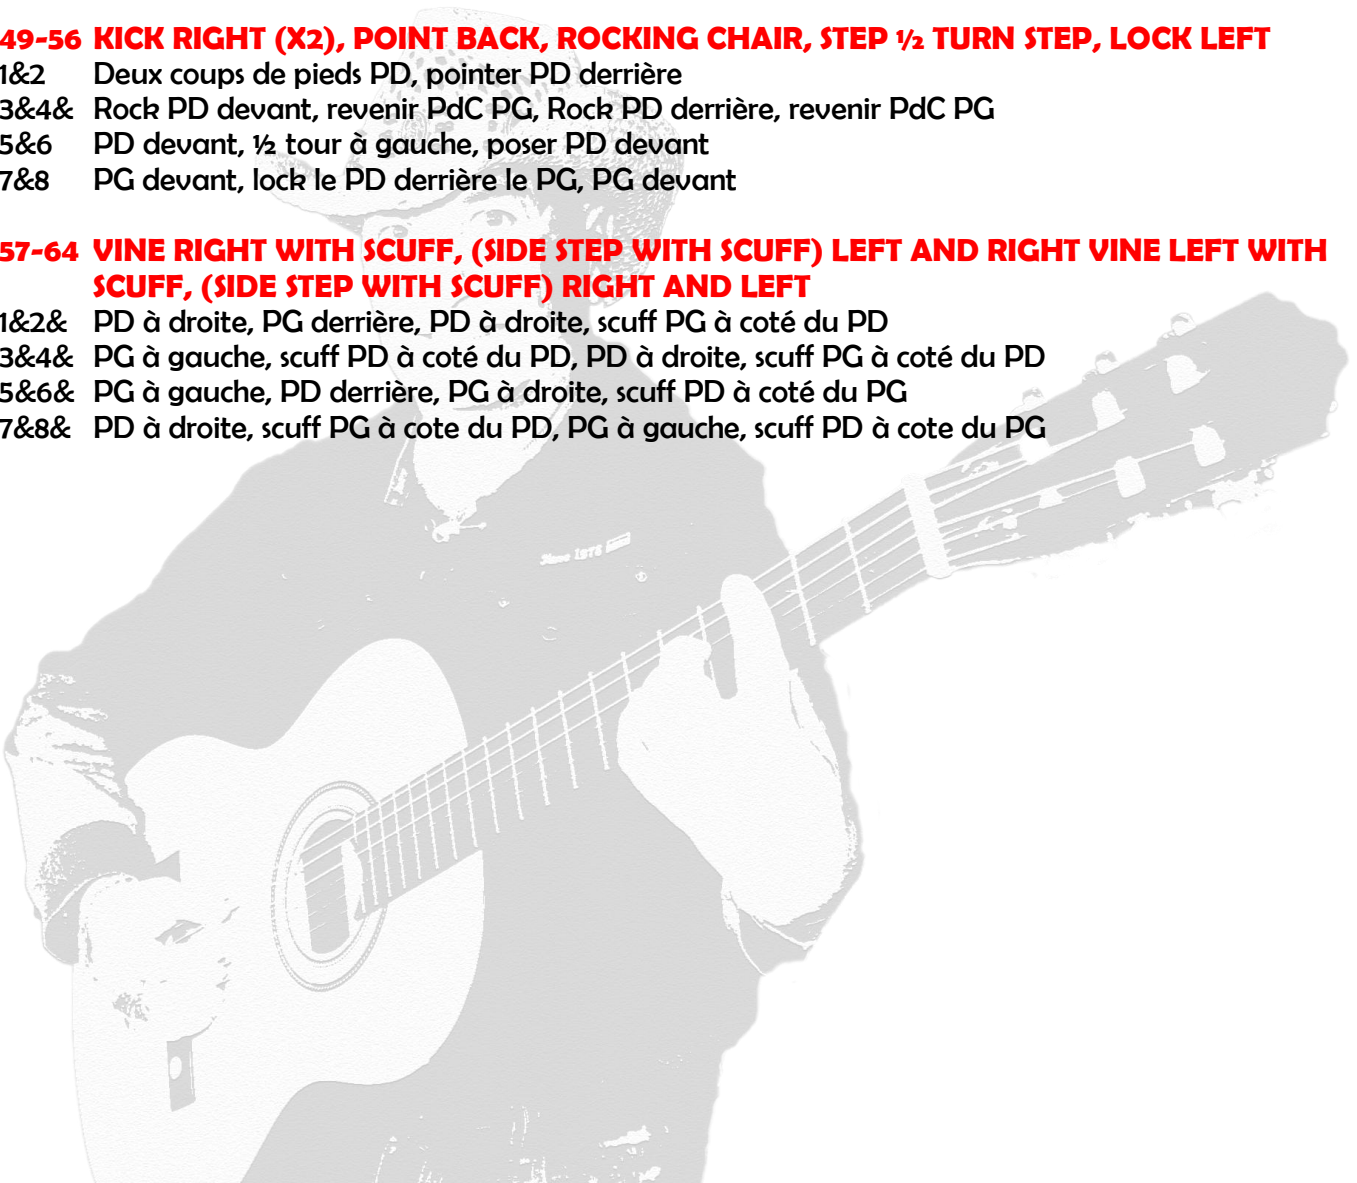 49-56 KICK RIGHT (X2), POINT BACK, ROCKING CHAIR, STEP ½ TURN STEP, LOCK LEFT
1&2 Deux coups de pieds PD, pointer PD derrière
3&4& Rock PD devant, revenir PdC PG, Rock PD derrière, revenir PdC PG
5&6 PD devant, ½ tour à gauche, poser PD devant
7&8 PG devant, lock le PD derrière le PG, PG devant
57-64 VINE RIGHT WITH SCUFF, (SIDE STEP WITH SCUFF) LEFT AND RIGHT VINE LEFT WITH
SCUFF, (SIDE STEP WITH SCUFF) RIGHT AND LEFT
1&2& PD à droite, PG derrière, PD à droite, scuff PG à coté du PD
3&4& PG à gauche, scuff PD à coté du PD, PD à droite, scuff PG à coté du PD
5&6& PG à gauche, PD derrière, PG à droite, scuff PD à coté du PG
7&8& PD à droite, scuff PG à cote du PD, PG à gauche, scuff PD à cote du PG